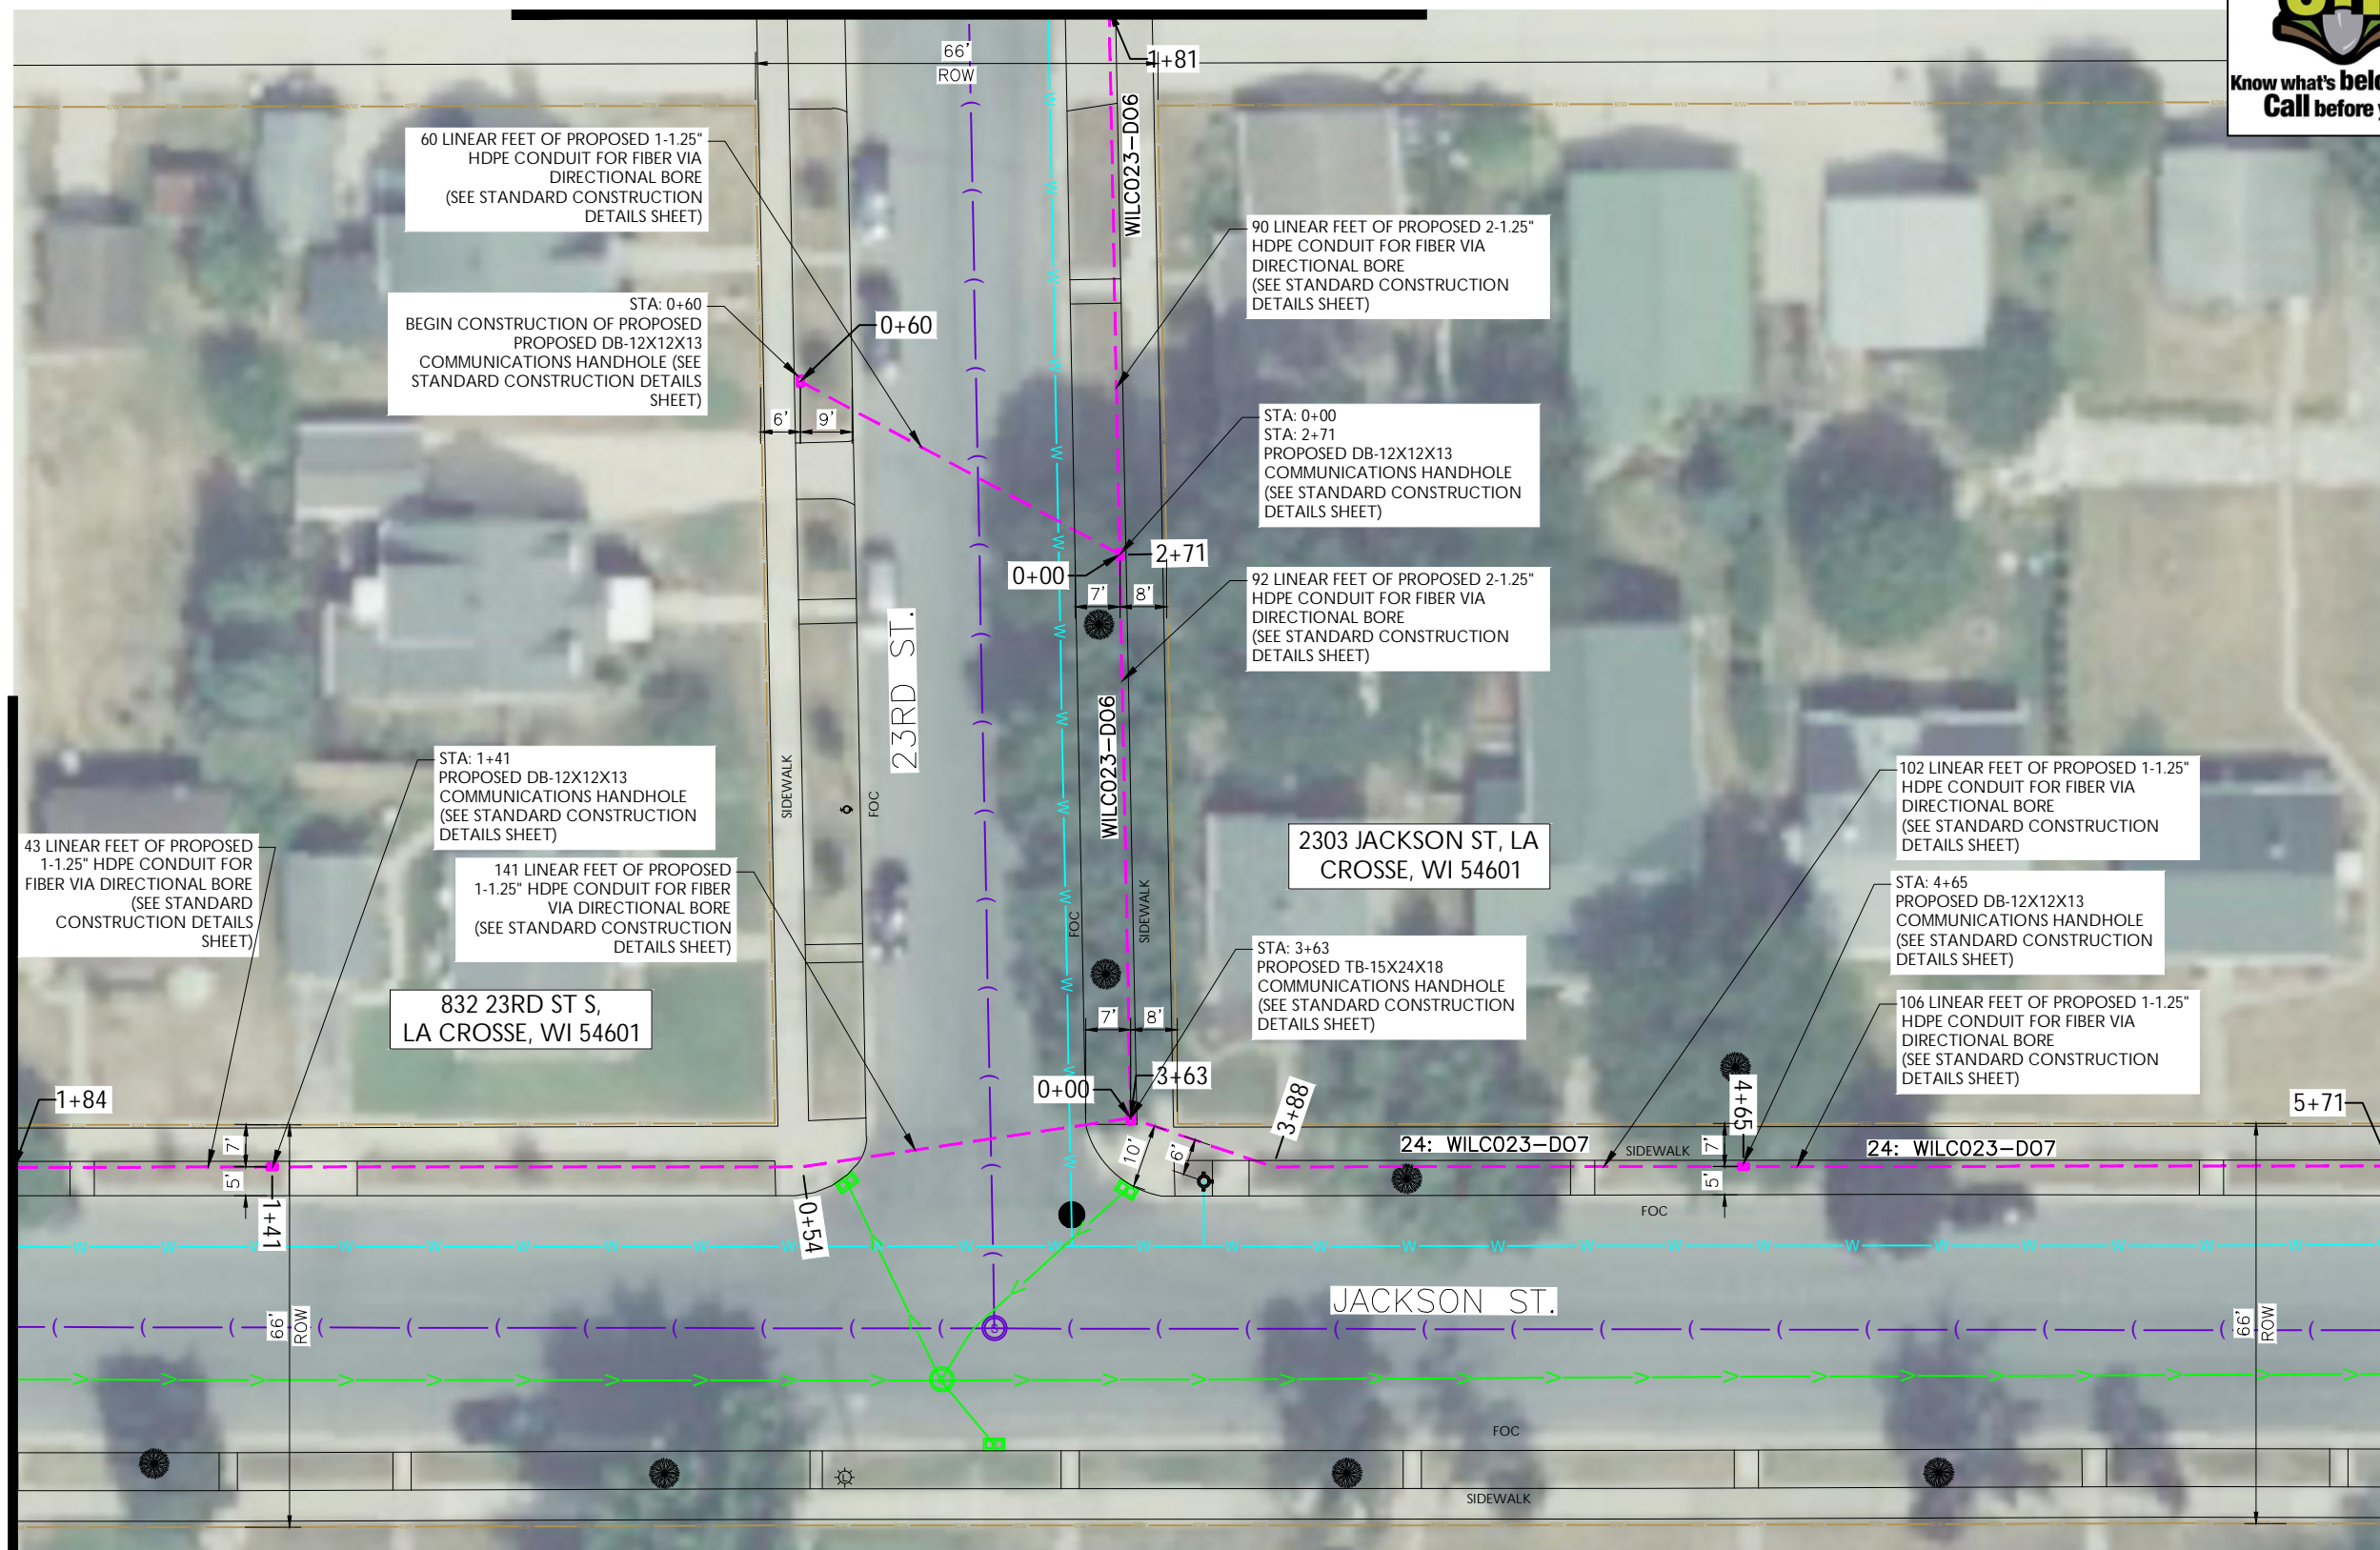 Know what's
Call before
66'
ROW
1+81
WILC023-DO6
60 LINEAR FEET OF PROPOSED 1-1.25"
HDPE CONDUIT FOR FIBER VIA
DIRECTIONAL BORE
(SEE STANDARD CONSTRUCTION
DETAILS SHEET)
90 LINEAR FEET OF PROPOSED 2-1.25"
HDPE CONDUIT FOR FIBER VIA
DIRECTIONAL BORE
(SEE STANDARD CONSTRUCTION
DETAILS SHEET)
STA: 0+60
BEGIN CONSTRUCTION OF PROPOSED
PROPOSED DB-12X12X13
COMMUNICATIONS HANDHOLE (SEE
STANDARD CONSTRUCTION DETAILS
SHEET)
0+60
6'
9'
STA: 0+00
STA: 2+71
PROPOSED DB-12X12X13
COMMUNICATIONS HANDHOLE
(SEE STANDARD CONSTRUCTION
DETAILS SHEET)
2+71
0+00
7'
8'
92 LINEAR FEET OF PROPOSED 2-1.25"
HDPE CONDUIT FOR FIBER VIA
DIRECTIONAL BORE
(SEE STANDARD CONSTRUCTION
DETAILS SHEET)
23RD ST.
WILC023-DO6
SIDEWALK
FOC
STA: 1+41
PROPOSED DB-12X12X13
COMMUNICATIONS HANDHOLE
(SEE STANDARD CONSTRUCTION
DETAILS SHEET)
43 LINEAR FEET OF PROPOSED
1-1.25" HDPE CONDUIT FOR
FIBER VIA DIRECTIONAL BORE
(SEE STANDARD
CONSTRUCTION DETAILS
SHEET)
141 LINEAR FEET OF PROPOSED
1-1.25" HDPE CONDUIT FOR FIBER
VIA DIRECTIONAL BORE
(SEE STANDARD CONSTRUCTION
DETAILS SHEET)
2303 JACKSON ST, LA
CROSSE, WI 54601
102 LINEAR FEET OF PROPOSED 1-1.25"
HDPE CONDUIT FOR FIBER VIA
DIRECTIONAL BORE
(SEE STANDARD CONSTRUCTION
DETAILS SHEET)
STA: 4+65
PROPOSED DB-12X12X13
COMMUNICATIONS HANDHOLE
(SEE STANDARD CONSTRUCTION
DETAILS SHEET)
FOC
SIDEWALK
STA: 3+63
PROPOSED TB-15X24X18
COMMUNICATIONS HANDHOLE
(SEE STANDARD CONSTRUCTION
DETAILS SHEET)
832 23RD ST S,
LA CROSSE, WI 54601
106 LINEAR FEET OF PROPOSED 1-1.25"
HDPE CONDUIT FOR FIBER VIA
DIRECTIONAL BORE
(SEE STANDARD CONSTRUCTION
DETAILS SHEET)
7'
8'
1+84
0+00
3+63
3+88
4+65
5+71
7'
5'
1+41
0+54
10'
6'
24: WILC023-DO7
SIDEWALK
7'
5'
24: WILC023-DO7
FOC
66'
ROW
JACKSON ST.
66'
ROW
FOC
SIDEWALK